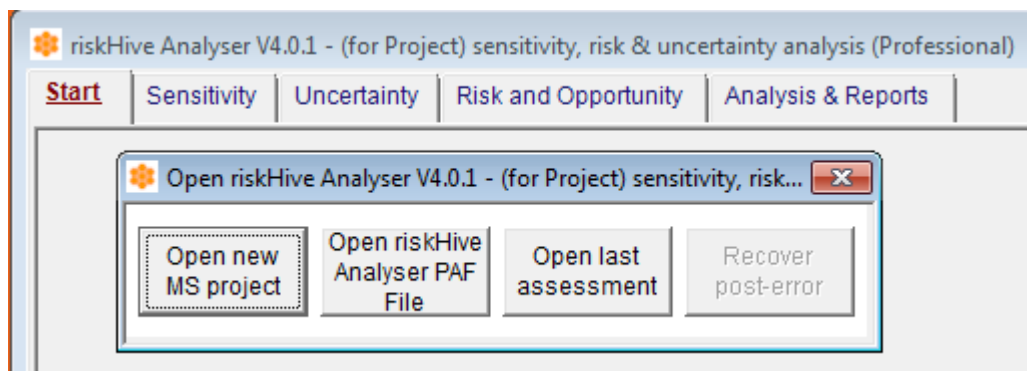 riskHive Analyser V4.0.1 - (for Project) sensitivity, risk & uncertainty analysis (Professional)
Start Sensitivity Uncertainty Risk and Opportunity Analysis & Reports
Open riskHive Analyser V4.0.1 - (for Project) sensitivity, risk...
Open new
MS project
Open riskHive
Analyser PAF
File
Open last
assessment
Recover
post-error